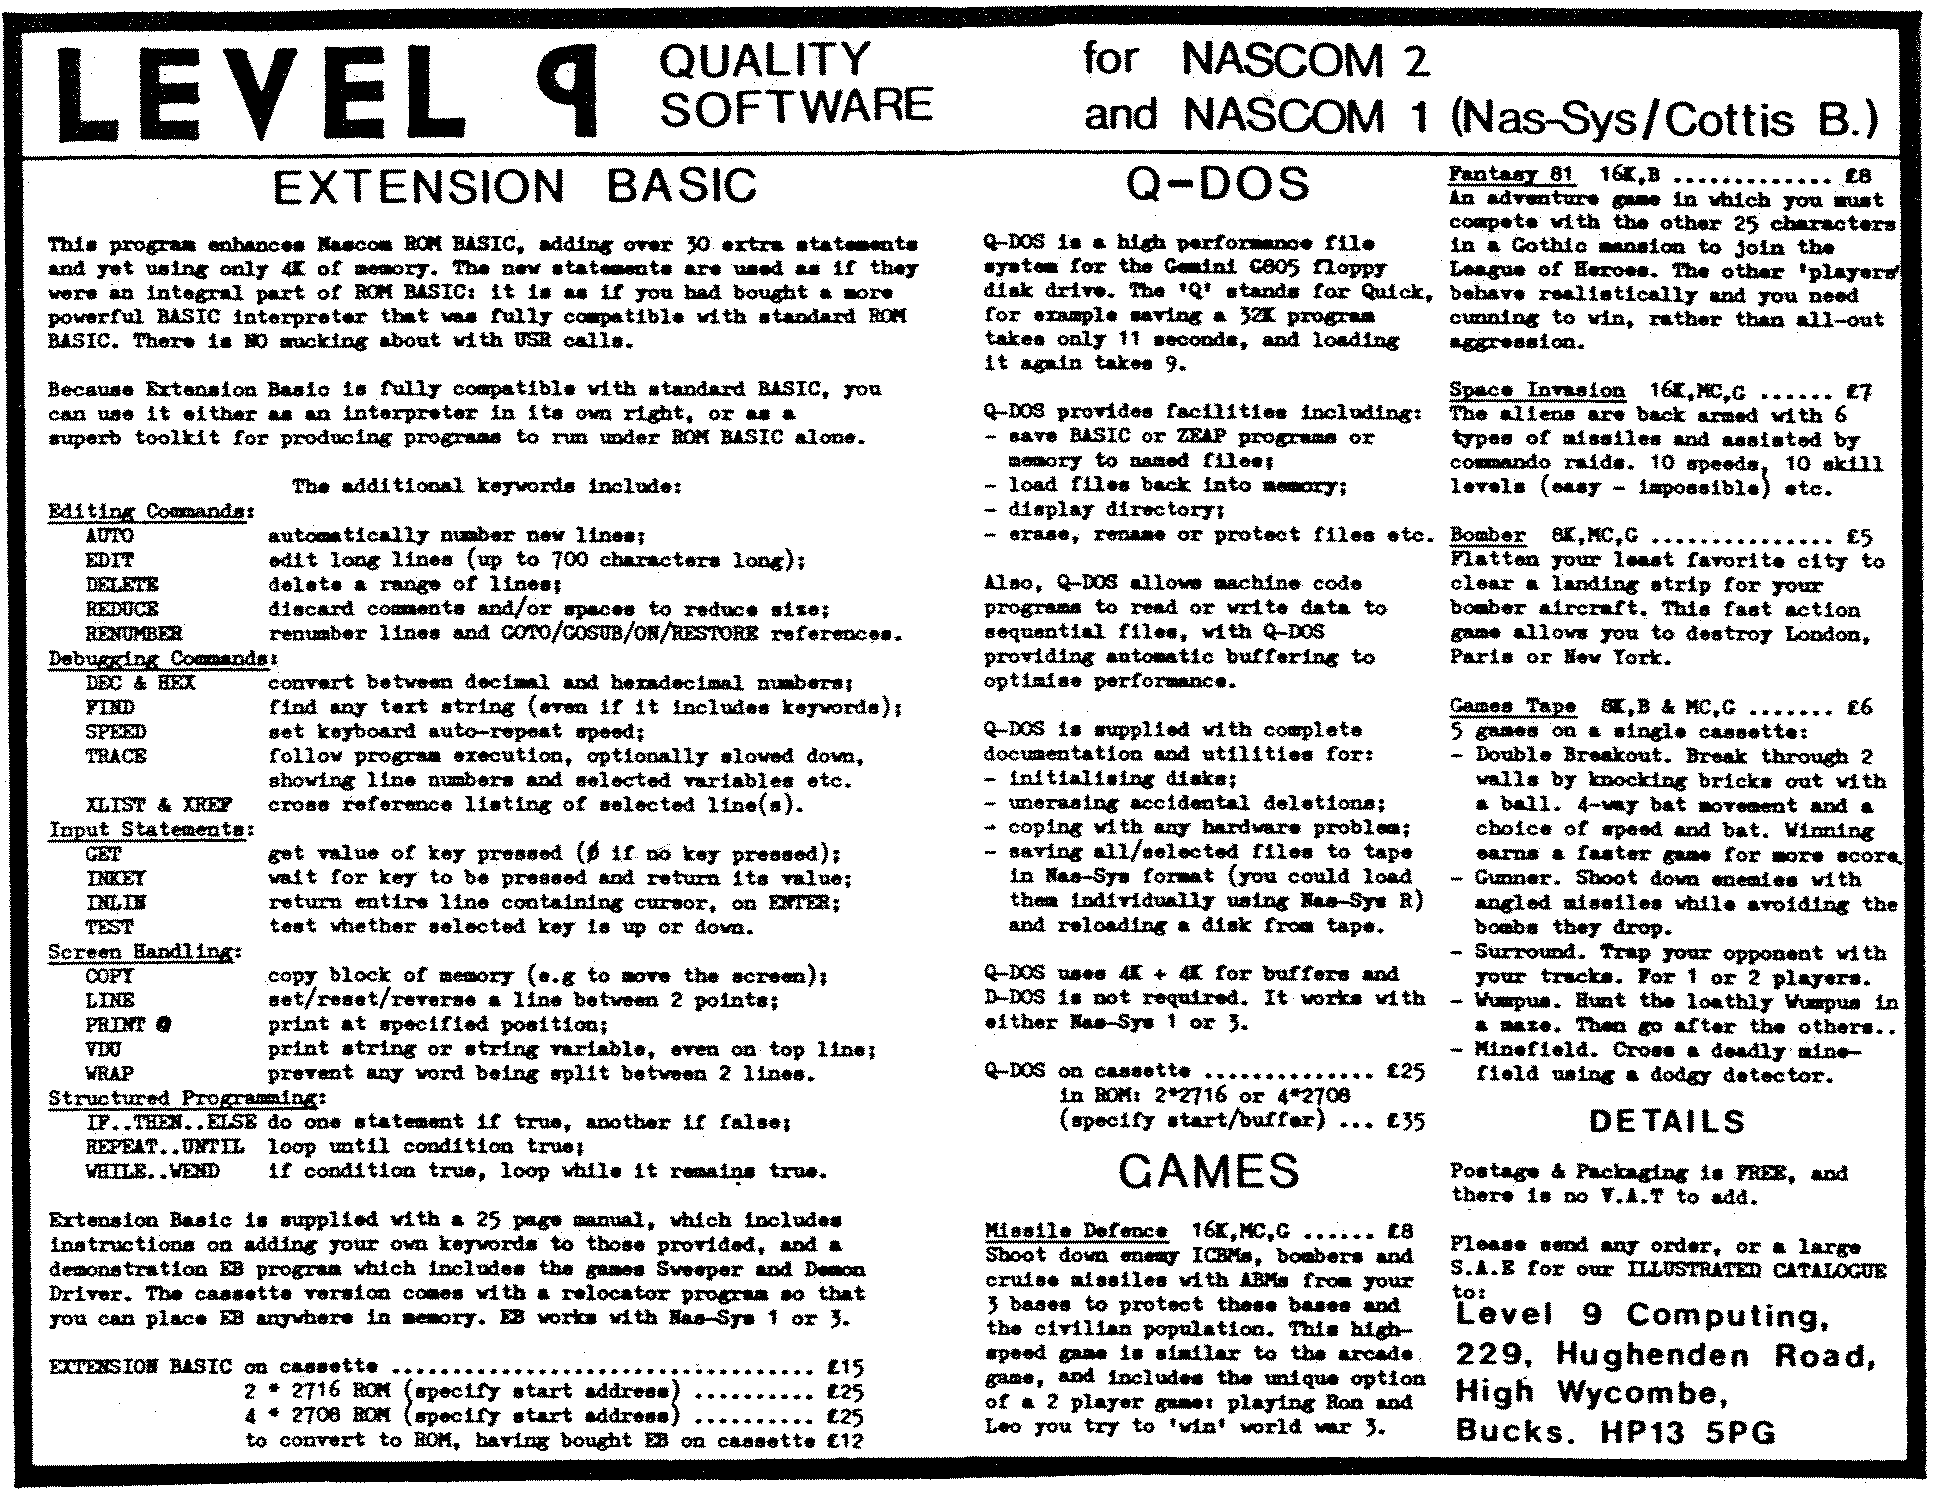 LEVEL 9
QUALITY
SOFTWARE
for NASCOM 2
and NASCOM 1 (Nas-Sys/Cottis B.)
EXTENSION BASIC
This program enhances Nascom ROM BASIC, adding over 30 extra statements
and yet using only 4K of memory. The new statements are used as if they
were an integral part of ROM BASIC: it is as if you had bought a more
powerful BASIC interpreter that was fully compatible with standard ROM
BASIC. There is NO mucking about with USR calls.
Because Extension Basic is fully compatible with standard BASIC, you
can use it either as an interpreter in its own right, or as a
superb toolkit for producing programs to run under ROM BASIC alone.
The additional keywords include:
Editing Commands:
AUTO automatically number new lines;
EDIT edit long lines (up to 700 characters long);
DELETE delete a range of lines;
REDUCE discard comments and/or spaces to reduce size;
RENUMBER renumber lines and GOTO/GOSUB/ON/RESTORE references.
Debugging Commands:
DEC & HEX convert between decimal and hexadecimal numbers;
FIND find any text string (even if it includes keywords);
SPEED set keyboard auto-repeat speed;
TRACE follow program execution, optionally slowed down,
showing line numbers and selected variables etc.
XLIST & XREF cross reference listing of selected line(s).
Input Statements:
GET get value of key pressed (0 if no key pressed);
INKEY wait for key to be pressed and return its value;
INLIN return entire line containing cursor, on ENTER;
TEST test whether selected key is up or down.
Screen Handling:
COPY copy block of memory (e.g to move the screen);
LINE set/reset/reverse a line between 2 points;
PRINT @ print at specified position;
VDU print string or string variable, even on top line;
WRAP prevent any word being split between 2 lines.
Structured Programming:
IF..THEN..ELSE do one statement if true, another if false;
REPEAT..UNTIL loop until condition true;
WHILE..WEND if condition true, loop while it remains true.
Extension Basic is supplied with a 25 page manual, which includes
instructions on adding your own keywords to those provided, and a
demonstration EB program which includes the games Sweeper and Demon
Driver. The cassette version comes with a relocator program so that
you can place EB anywhere in memory. EB works with Nas-Sys 1 or 3.
EXTENSION BASIC on cassette ................................... £15
2 * 2716 ROM (specify start address) .......... £25
4 * 2708 ROM (specify start address) .......... £25
to convert to ROM, having bought EB on cassette £12
Q-DOS
Q-DOS is a high performance file
system for the Gemini G805 floppy
disk drive. The 'Q' stands for Quick,
for example saving a 32K program
takes only 11 seconds, and loading
it again takes 9.
Q-DOS provides facilities including:
- save BASIC or ZEAP programs or
memory to named files;
- load files back into memory;
- display directory;
- erase, rename or protect files etc.
Also, Q-DOS allows machine code
programs to read or write data to
sequential files, with Q-DOS
providing automatic buffering to
optimise performance.
Q-DOS is supplied with complete
documentation and utilities for:
- initialising disks;
- unerasing accidental deletions;
- coping with any hardware problem;
- saving all/selected files to tape
in Nas-Sys format (you could load
them individually using Nas-Sys R)
and reloading a disk from tape.
Q-DOS uses 4K + 4K for buffers and
D-DOS is not required. It works with
either Nas-Sys 1 or 3.
Q-DOS on cassette .............. £25
in ROM: 2*2716 or 4*2708
(specify start/buffer) ... £35
GAMES
Missile Defence 16K,MC,G ...... £8
Shoot down enemy ICBMs, bombers and
cruise missiles with ABMs from your
3 bases to protect these bases and
the civilian population. This high-
speed game is similar to the arcade
game, and includes the unique option
of a 2 player game: playing Ron and
Leo you try to 'win' world war 3.
Fantasy 81 16K,B ............. £8
An adventure game in which you must
compete with the other 25 characters
in a Gothic mansion to join the
League of Heroes. The other 'players'
behave realistically and you need
cunning to win, rather than all-out
aggression.
Space Invasion 16K,MC,G ...... £7
The aliens are back armed with 6
types of missiles and assisted by
commando raids. 10 speeds, 10 skill
levels (easy - impossible) etc.
Bomber 8K,MC,G ............... £5
Flatten your least favorite city to
clear a landing strip for your
bomber aircraft. This fast action
game allows you to destroy London,
Paris or New York.
Games Tape 8K,B & MC,G ....... £6
5 games on a single cassette:
- Double Breakout. Break through 2
walls by knocking bricks out with
a ball. 4-way bat movement and a
choice of speed and bat. Winning
earns a faster game for more score.
- Gunner. Shoot down enemies with
angled missiles while avoiding the
bombs they drop.
- Surround. Trap your opponent with
your tracks. For 1 or 2 players.
- Wumpus. Hunt the loathly Wumpus in
a maze. Then go after the others..
- Minefield. Cross a deadly mine-
field using a dodgy detector.
DETAILS
Postage & Packaging is FREE, and
there is no V.A.T to add.
Please send any order, or a large
S.A.E for our ILLUSTRATED CATALOGUE
to:
Level 9 Computing,
229, Hughenden Road,
High Wycombe,
Bucks. HP13 5PG